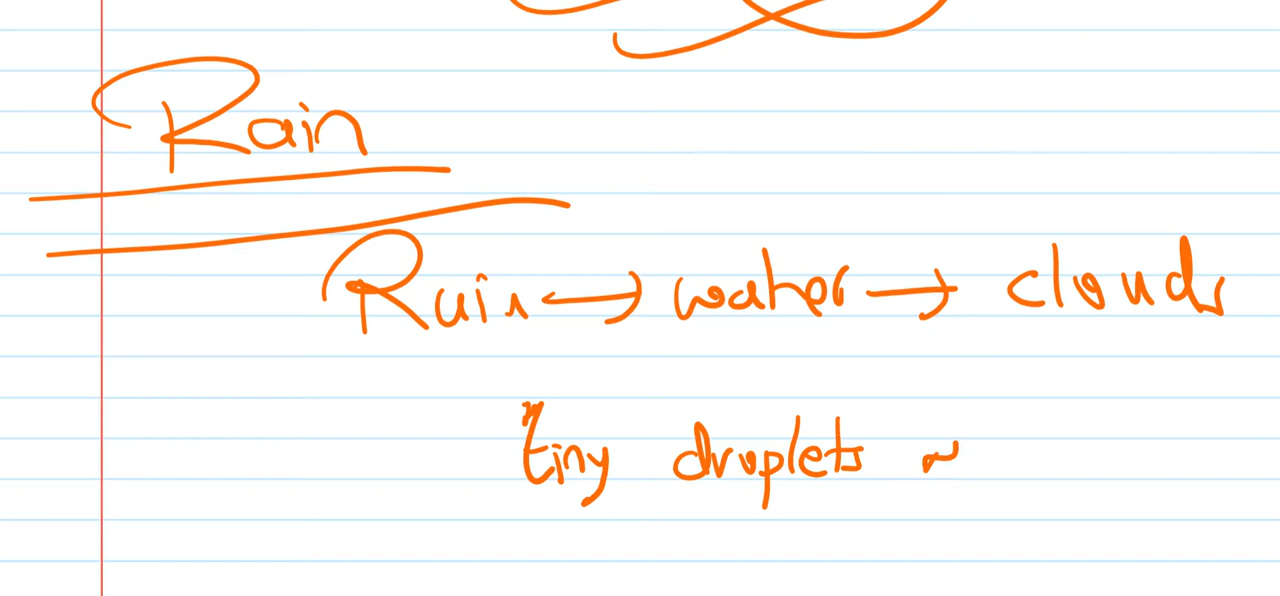 Rain
Rain → water → clouds
tiny droplets ~